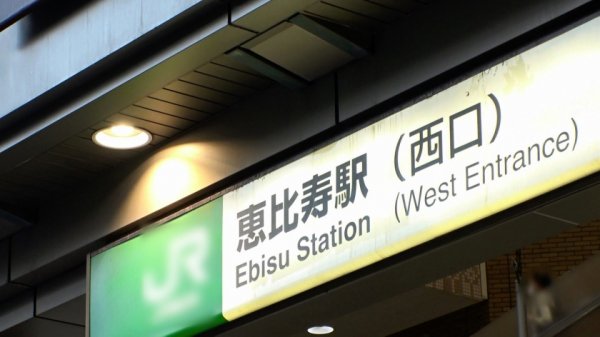 恵比寿駅（西口）
Ebisu Station (West Entrance)
JR